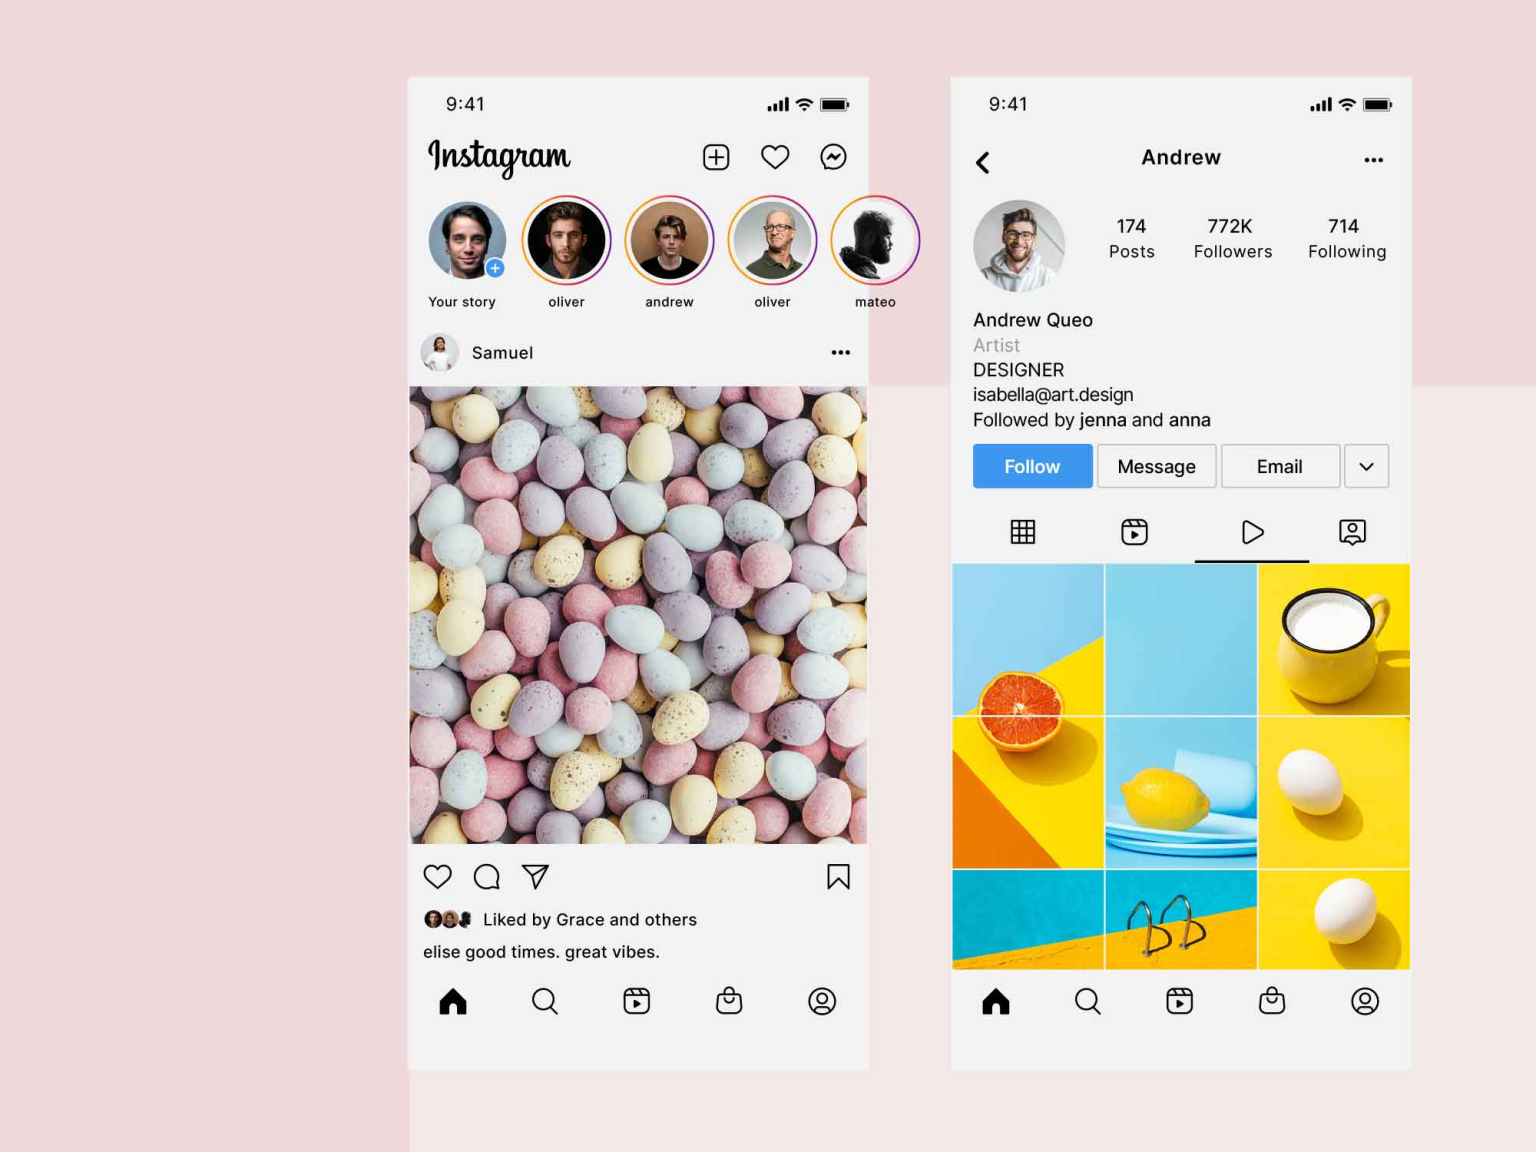 9:41
Instagram
Your story
oliver
andrew
oliver
mateo
Samuel
Liked by Grace and others
elise good times. great vibes.
9:41
Andrew
174
Posts
772K
Followers
714
Following
Andrew Queo
Artist
DESIGNER
isabella@art.design
Followed by jenna and anna
Follow
Message
Email